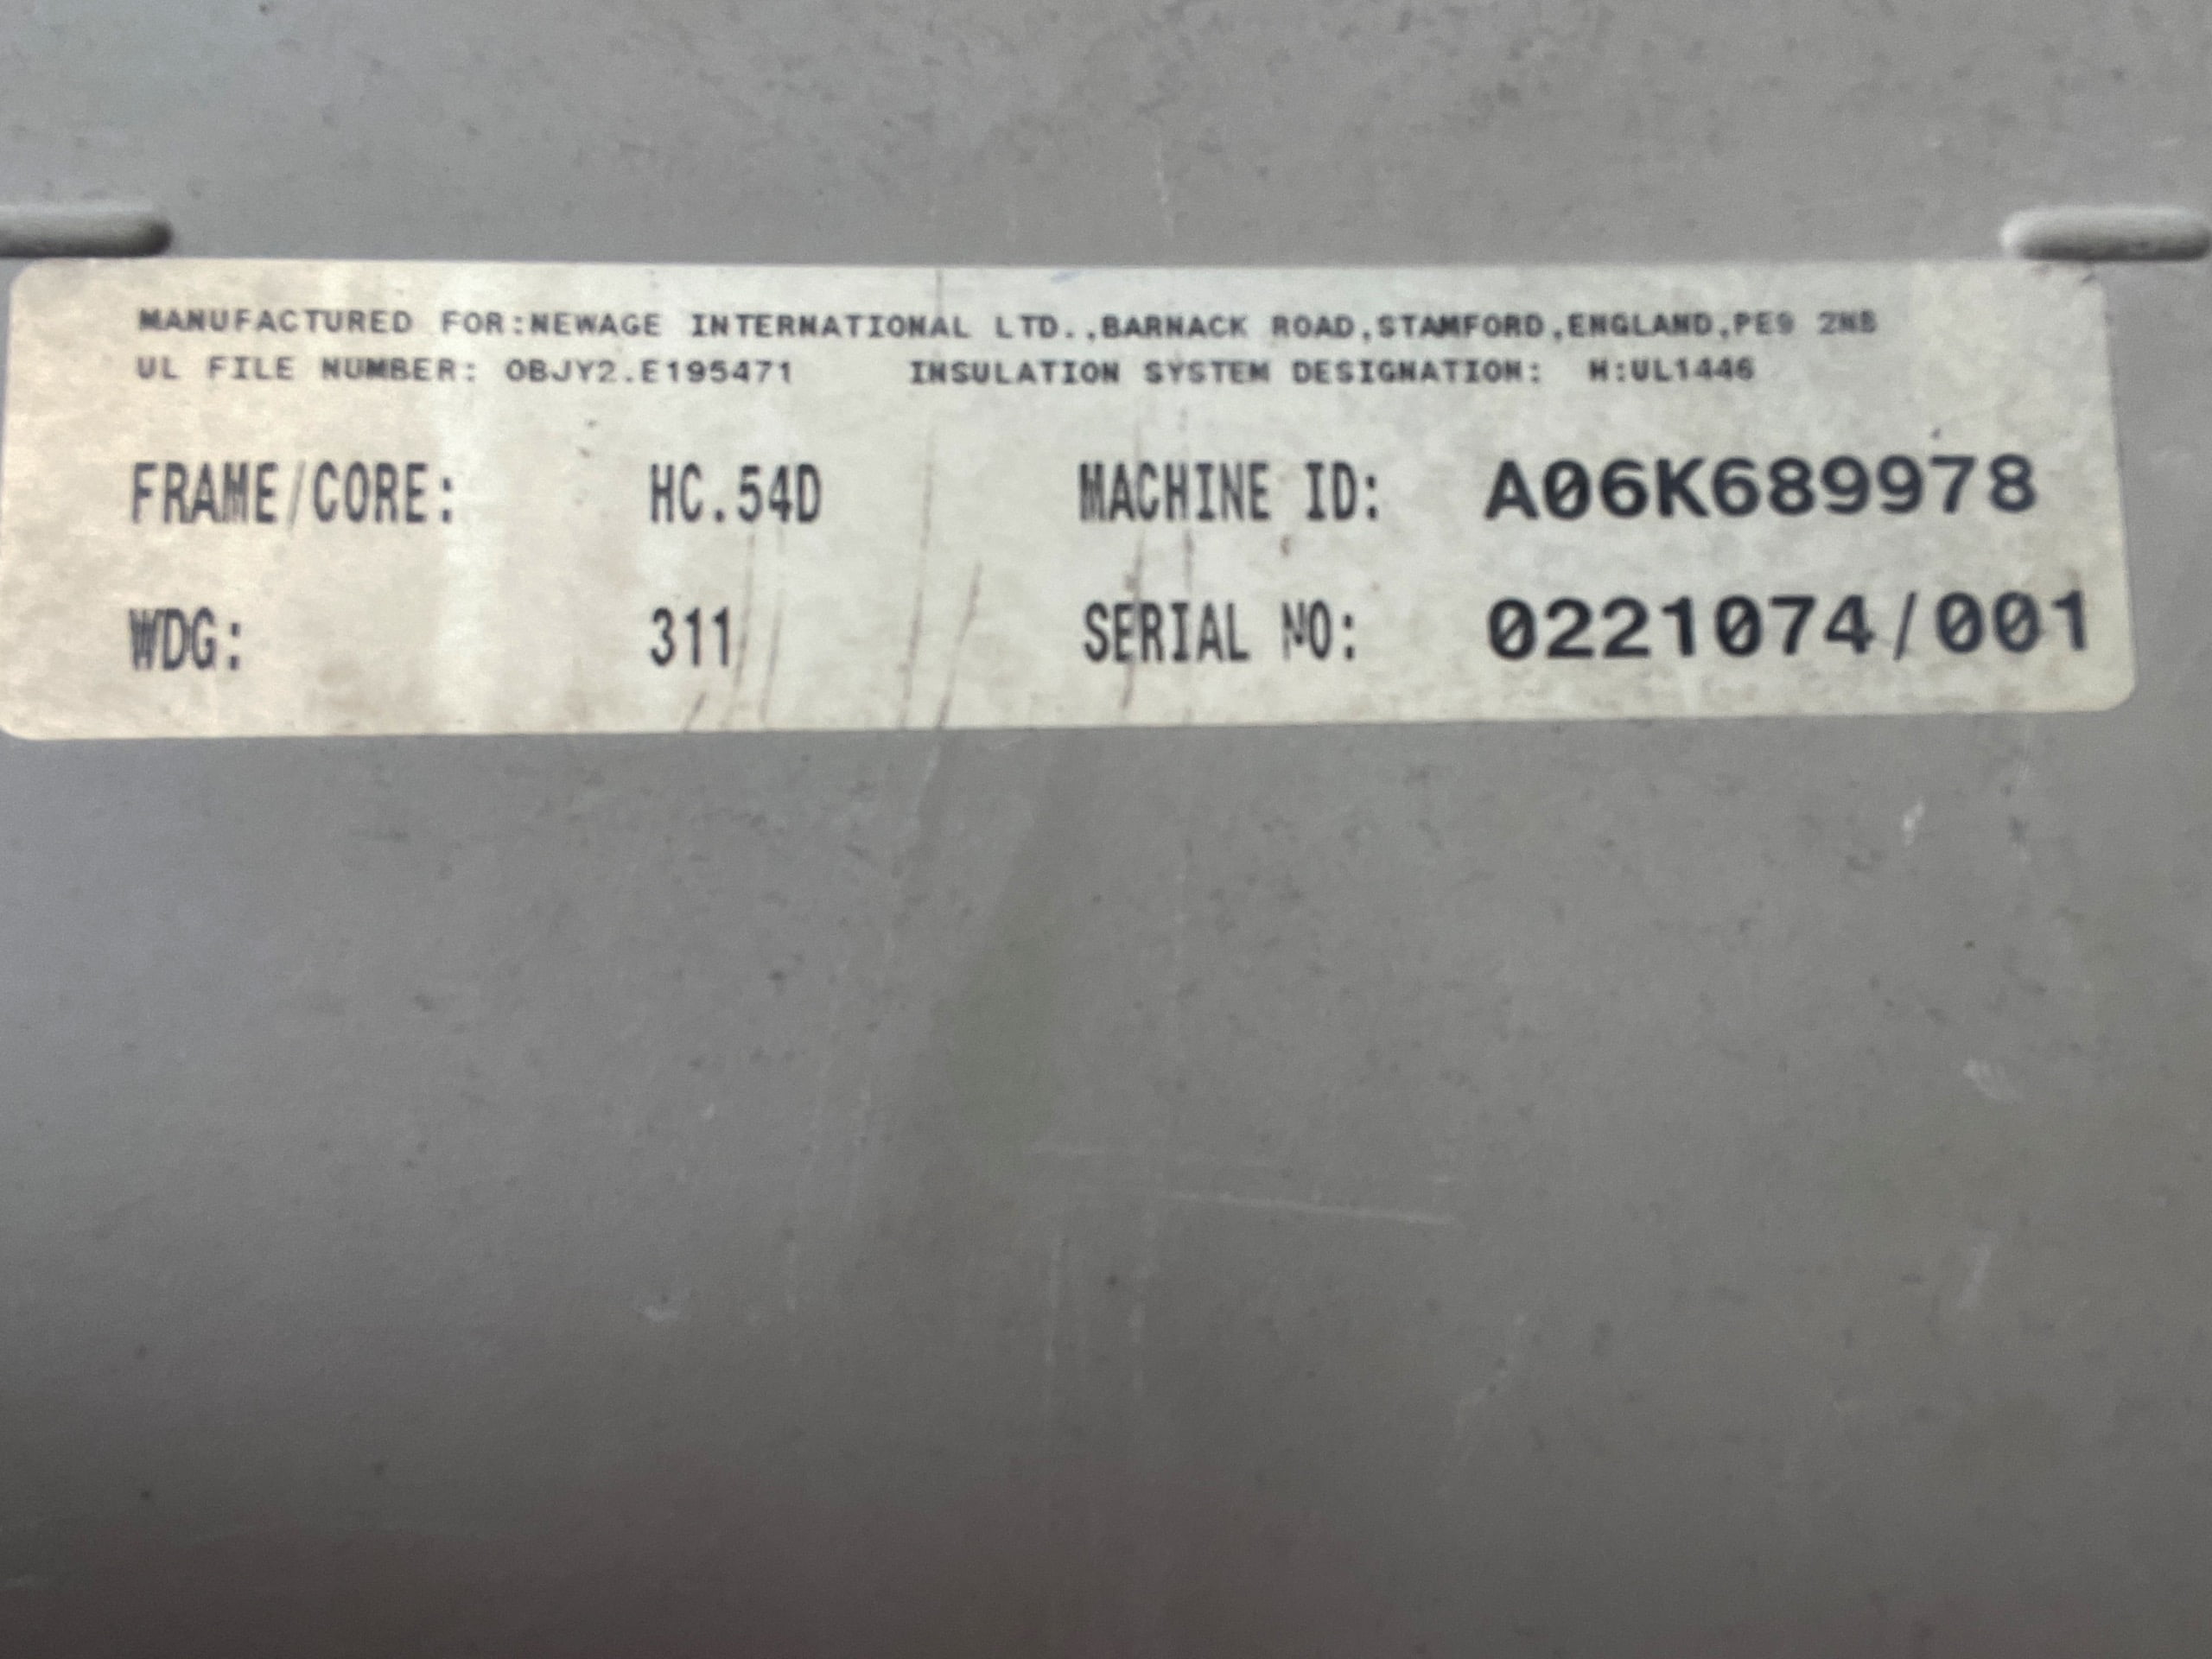 MANUFACTURED FOR:NEWAGE INTERNATIONAL LTD.,BARNACK ROAD,STAMFORD,ENGLAND,PE9 2NB
UL FILE NUMBER: OBJY2.E195471 INSULATION SYSTEM DESIGNATION: H:UL1446
FRAME/CORE: HC.54D MACHINE ID: A06K689978
WDG: 311 SERIAL NO: 0221074/001